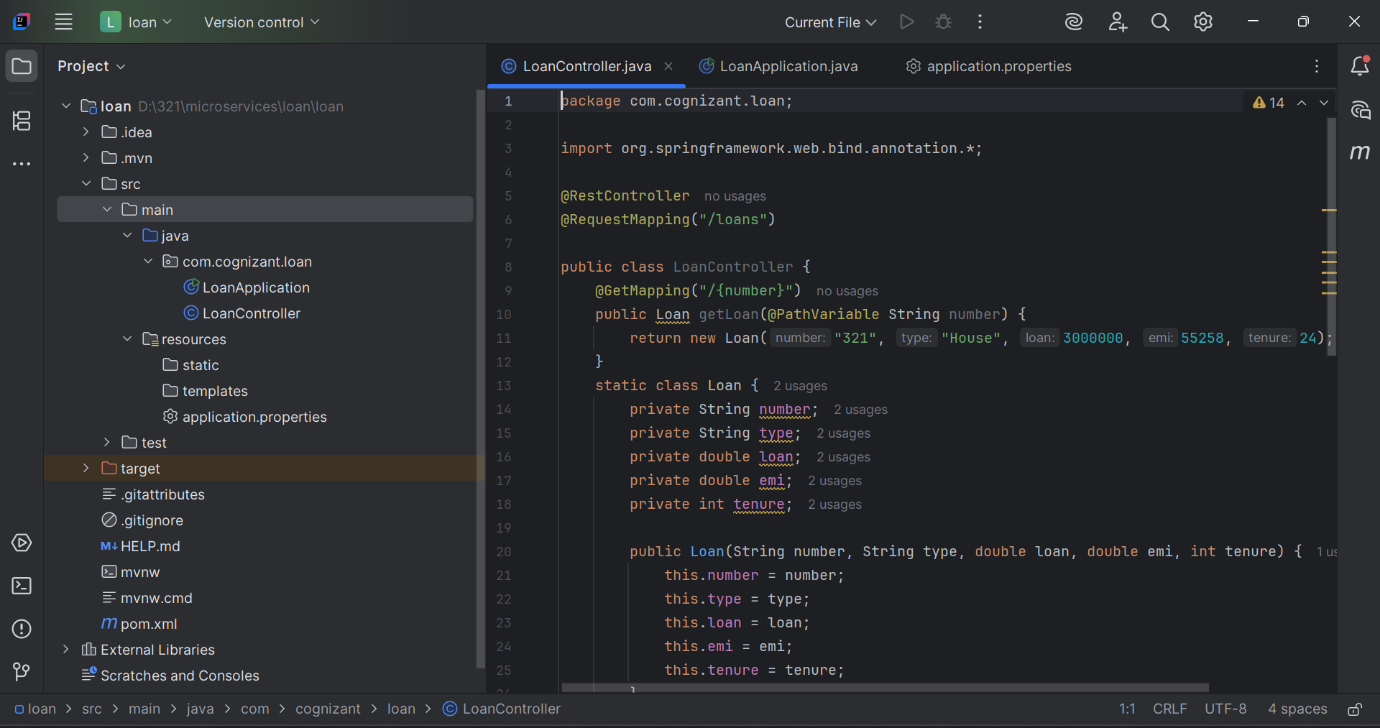 L loan Version control Current File
Project
LoanController.java LoanApplication.java application.properties
loan D:\321\microservices\loan\loan
.idea
.mvn
src
main
java
com.cognizant.loan
LoanApplication
LoanController
resources
static
templates
application.properties
test
target
.gitattributes
.gitignore
M↓ HELP.md
mvnw
mvnw.cmd
m pom.xml
External Libraries
Scratches and Consoles
14
m
1 package com.cognizant.loan;
2
3 import org.springframework.web.bind.annotation.*;
4
5 @RestController no usages
6 @RequestMapping("/loans")
7
8 public class LoanController {
9 @GetMapping("/{number}") no usages
10 public Loan getLoan(@PathVariable String number) {
11 return new Loan( number: "321", type: "House", loan: 3000000, emi: 55258, tenure: 24);
12 }
13 static class Loan { 2 usages
14 private String number; 2 usages
15 private String type; 2 usages
16 private double loan; 2 usages
17 private double emi; 2 usages
18 private int tenure; 2 usages
19
20 public Loan(String number, String type, double loan, double emi, int tenure) { 1 us
21 this.number = number;
22 this.type = type;
23 this.loan = loan;
24 this.emi = emi;
25 this.tenure = tenure;
loan > src > main > java > com > cognizant > loan > LoanController 1:1 CRLF UTF-8 4 spaces